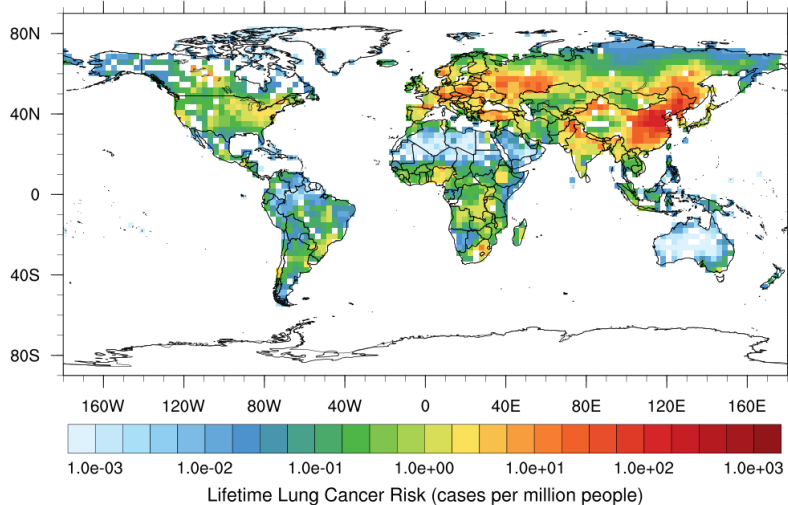 80N
40N
0
40S
80S
160W 120W 80W 40W 0 40E 80E 120E 160E
1.0e-03 1.0e-02 1.0e-01 1.0e+00 1.0e+01 1.0e+02 1.0e+03
Lifetime Lung Cancer Risk (cases per million people)